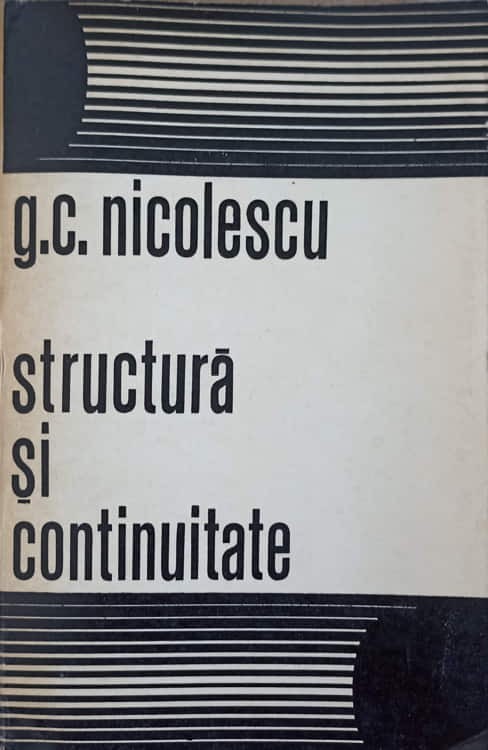 g.c. nicolescu
structură
și
continuitate